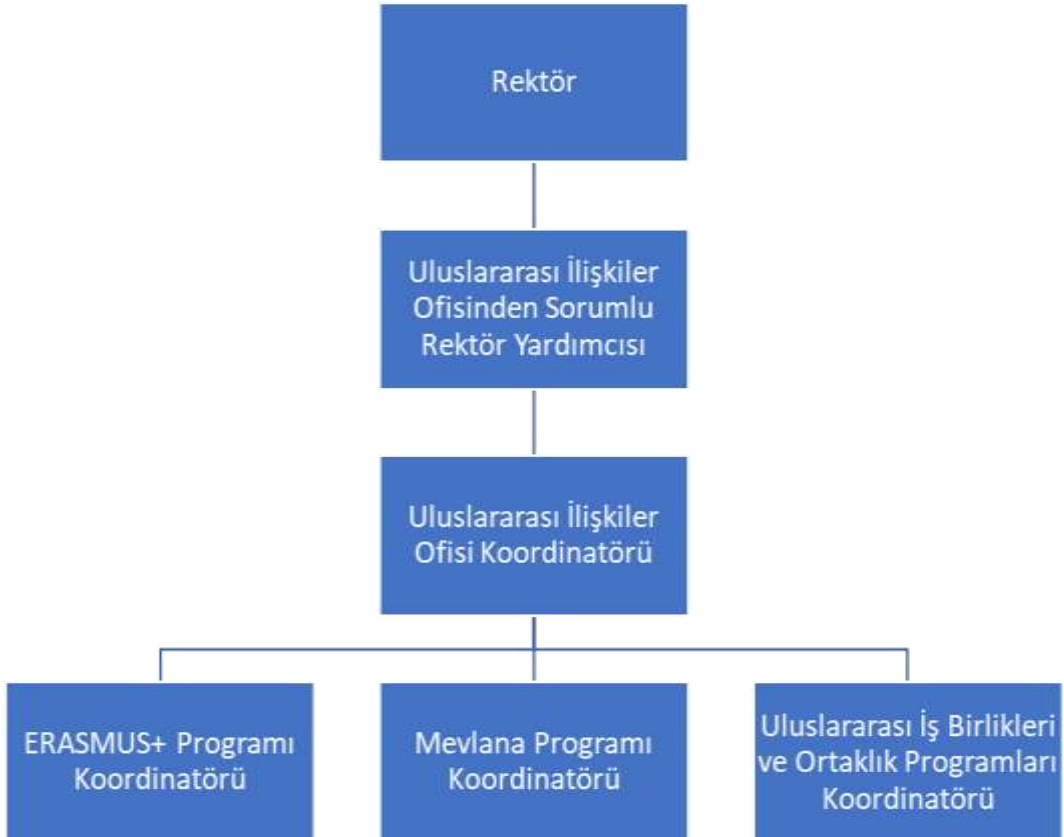 Rektör
Uluslararası İlişkiler
Ofisinden Sorumlu
Rektör Yardımcısı
Uluslararası İlişkiler
Ofisi Koordinatörü
ERASMUS+ Programı
Koordinatörü
Mevlana Programı
Koordinatörü
Uluslararası İş Birlikleri
ve Ortaklık Programları
Koordinatörü